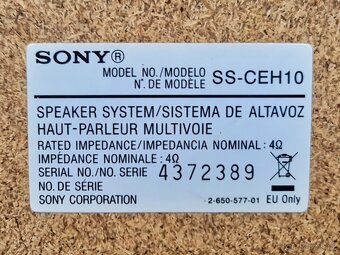 SONY®
MODEL NO./MODELO
N°. DE MODÈLE SS-CEH10
SPEAKER SYSTEM/SISTEMA DE ALTAVOZ
HAUT-PARLEUR MULTIVOIE
RATED IMPEDANCE/IMPEDANCIA NOMINAL: 4Ω
IMPÉDANCE NOMINALE: 4Ω
SERIAL NO./NO. SERIE 4372389
NO. DE SÉRIE
SONY CORPORATION 2-650-577-01 EU Only